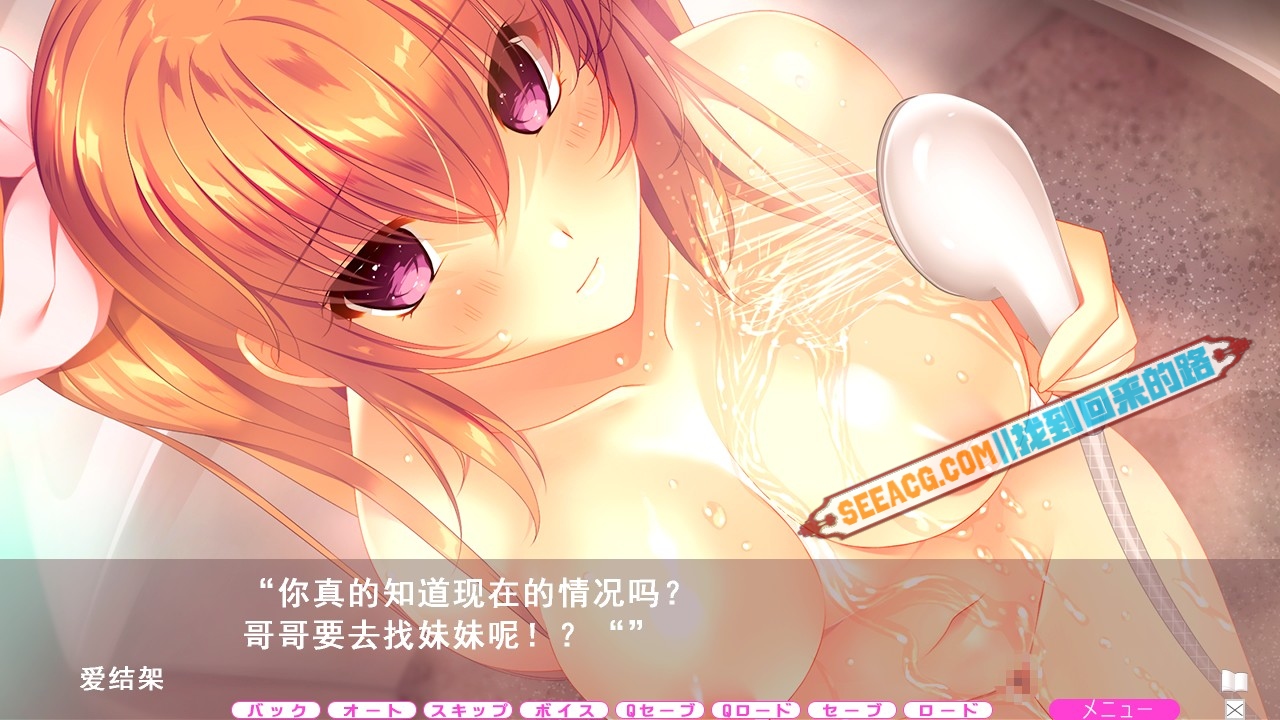 SEEACG.COM||找到回来的路
“你真的知道现在的情况吗？
哥哥要去找妹妹呢！？“”
爱结架
バック オート スキップ ボイス Qセーブ Qロード セーブ ロード メニュー